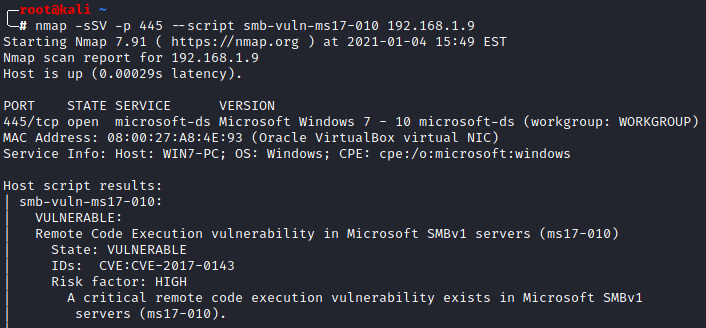 root@kali ~
# nmap -sSV -p 445 --script smb-vuln-ms17-010 192.168.1.9
Starting Nmap 7.91 ( https://nmap.org ) at 2021-01-04 15:49 EST
Nmap scan report for 192.168.1.9
Host is up (0.00029s latency).

PORT    STATE SERVICE      VERSION
445/tcp open  microsoft-ds Microsoft Windows 7 - 10 microsoft-ds (workgroup: WORKGROUP)
MAC Address: 08:00:27:A8:4E:93 (Oracle VirtualBox virtual NIC)
Service Info: Host: WIN7-PC; OS: Windows; CPE: cpe:/o:microsoft:windows

Host script results:
| smb-vuln-ms17-010:
|   VULNERABLE:
|   Remote Code Execution vulnerability in Microsoft SMBv1 servers (ms17-010)
|     State: VULNERABLE
|     IDs:  CVE:CVE-2017-0143
|     Risk factor: HIGH
|       A critical remote code execution vulnerability exists in Microsoft SMBv1
|        servers (ms17-010).
|